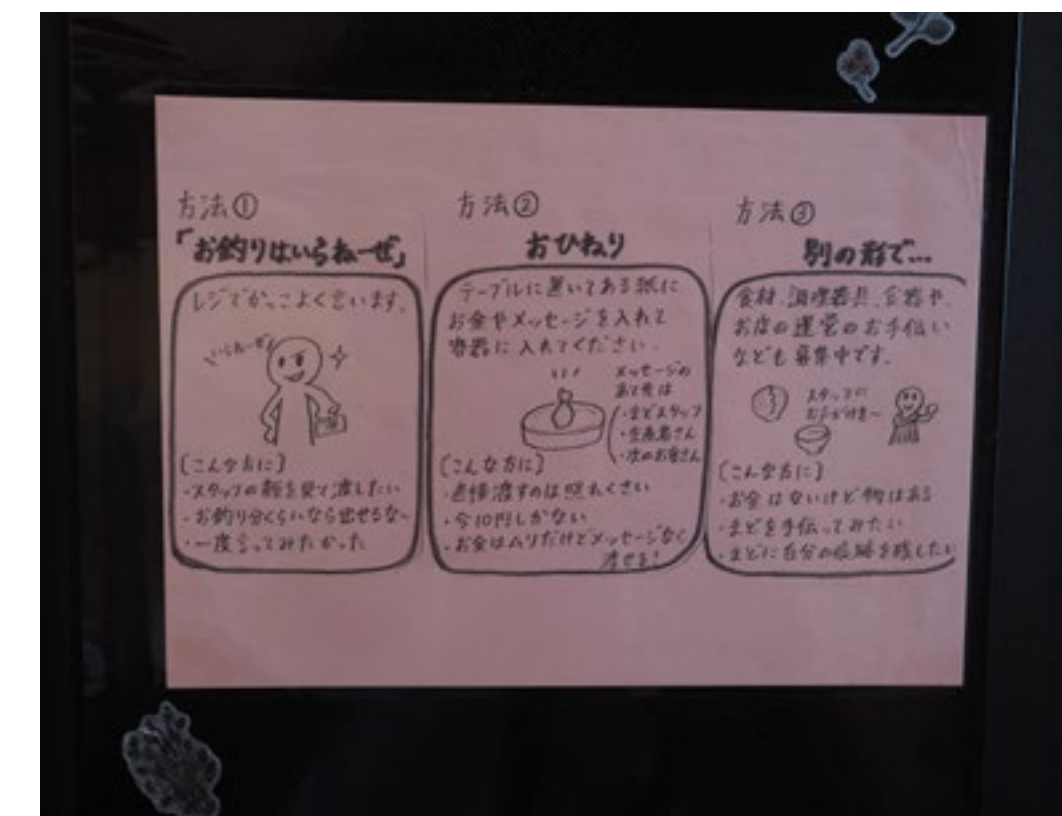 方法①
「お釣りはいらねーぜ」
レジでかっこよく言います。
いらねーぜ
[こんな方に]
・スタッフの顔を見て渡したい
・お釣り分くらいなら出せるな~
・一度言ってみたかった
方法②
おひねり
テーブルに置いてある紙に
お金やメッセージを入れて
容器に入れてください。
メッセージの
あて先は
・まどスタッフ
・生産者さん
・次のお客さん
[こんな方に]
・直接渡すのは照れくさい
・今10円しかない
・お金はムリだけどメッセージなく
渡せる!
方法③
別の形で…
食材、調理器具、食器や、
お店の運営のお手伝い
なども募集中です。
スタッフに
お声がけを~
[こんな方に]
・お金はないけど物はある
・まどを手伝ってみたい
・まどに自分の痕跡を残したい